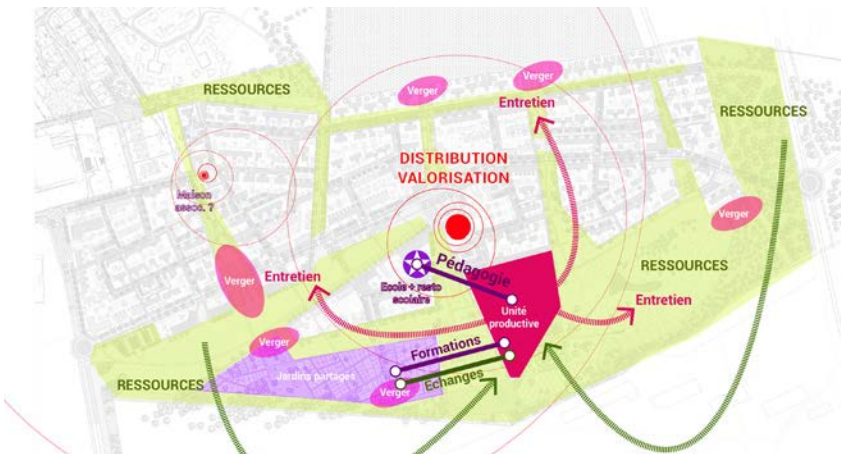 Verger
Verger
RESSOURCES
Entretien
RESSOURCES
DISTRIBUTION
VALORISATION
Maison
assoc. ?
Verger
Pédagogie
Ecole + resto
scolaire
Verger
Entretien
RESSOURCES
Entretien
Unité
productive
Verger
Formations
Jardins partagés
Echanges
RESSOURCES
Verger